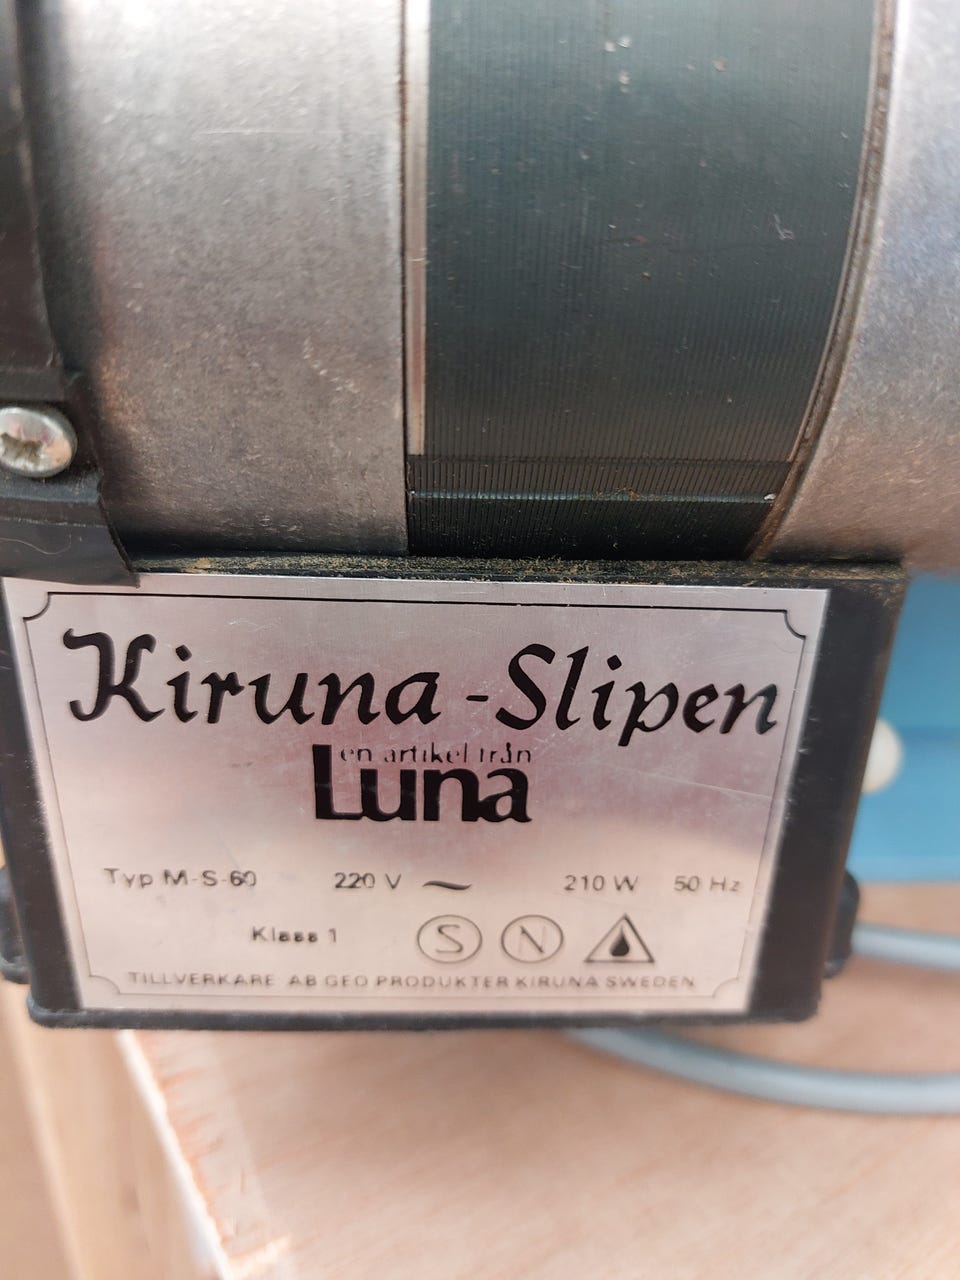 Kiruna-Slipen
en artikel från
Luna
Typ M-S-60 220 V ~ 210 W 50 Hz
Klass 1 S N
TILLVERKARE AB GEO PRODUKTER KIRUNA SWEDEN